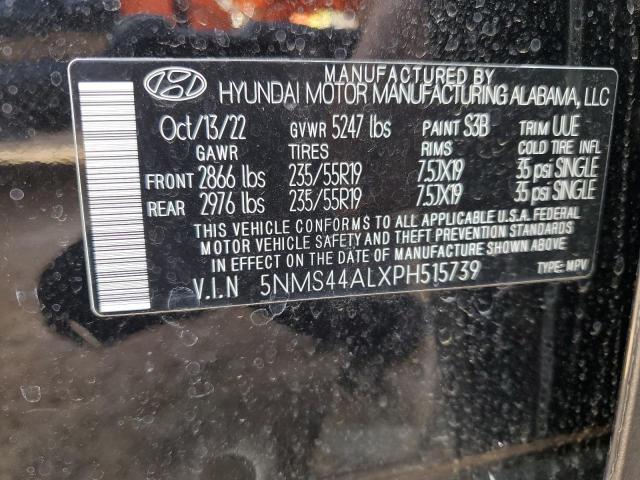 MANUFACTURED BY
HYUNDAI MOTOR MANUFACTURING ALABAMA, LLC
Oct/13/22 GVWR 5247 lbs PAINT S3B TRIM UUE
GAWR TIRES RIMS COLD TIRE INFL
FRONT 2866 lbs 235/55R19 7.5JX19 35 psi SINGLE
REAR 2976 lbs 235/55R19 7.5JX19 35 psi SINGLE
THIS VEHICLE CONFORMS TO ALL APPLICABLE U.S.A. FEDERAL
MOTOR VEHICLE SAFETY, BUMPER, AND THEFT PREVENTION STANDARDS
IN EFFECT ON THE DATE OF MANUFACTURE SHOWN ABOVE.
V.I.N 5NMS44ALXPH515739 TYPE: MPV